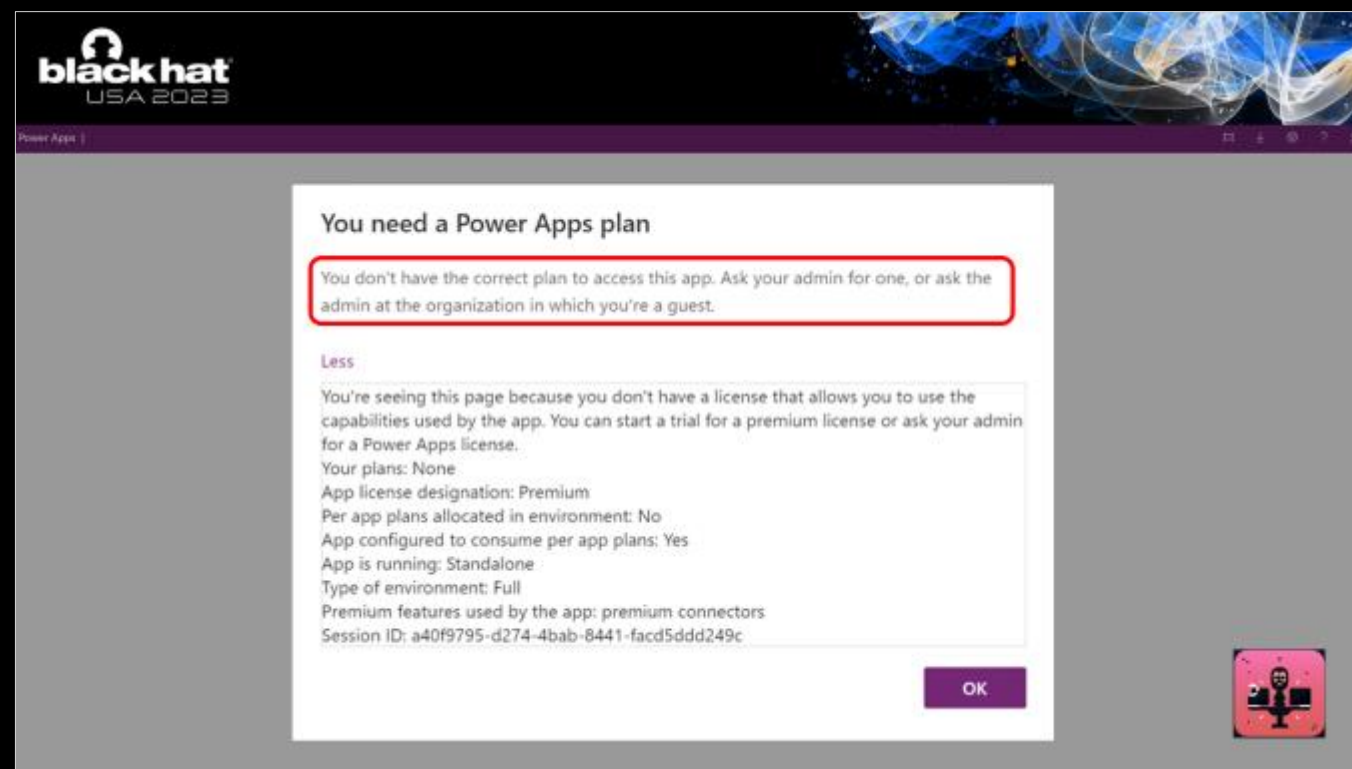 black hat
USA 2023
Power Apps |
You need a Power Apps plan
You don't have the correct plan to access this app. Ask your admin for one, or ask the
admin at the organization in which you're a guest.
Less
You're seeing this page because you don't have a license that allows you to use the
capabilities used by the app. You can start a trial for a premium license or ask your admin
for a Power Apps license.
Your plans: None
App license designation: Premium
Per app plans allocated in environment: No
App configured to consume per app plans: Yes
App is running: Standalone
Type of environment: Full
Premium features used by the app: premium connectors
Session ID: a40f9795-d274-4bab-8441-facd5ddd249c
OK